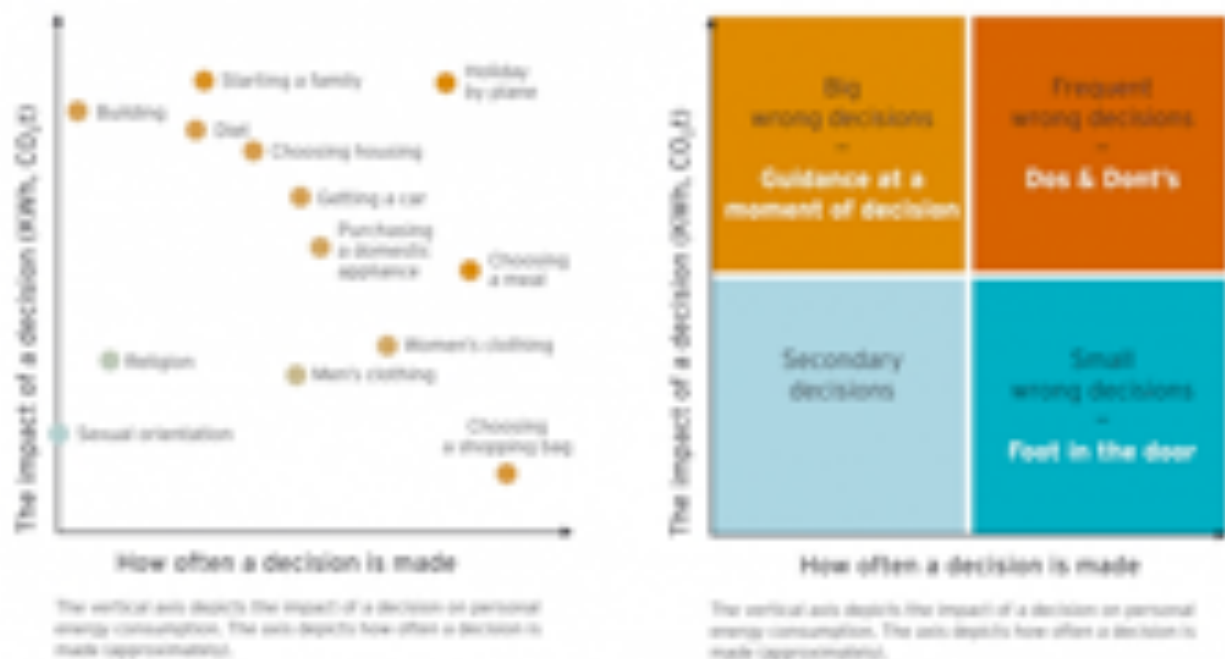 The impact of a decision (KWh, CO₂t)
Starting a family
Holiday
by plane
Building
Diet
Choosing housing
Getting a car
Purchasing
a domestic
appliance
Choosing
a meal
Women's clothing
Religion
Men's clothing
Choosing
a shopping bag
Sexual orientation
How often a decision is made
The vertical axis depicts the impact of a decision on personal
energy consumption. The axis depicts how often a decision is
made (approximately).
The impact of a decision (KWh, CO₂t)
Big
wrong decisions
–
Guidance at a
moment of decision
Frequent
wrong decisions
–
Dos & Dont's
Secondary
decisions
Small
wrong decisions
–
Foot in the door
How often a decision is made
The vertical axis depicts the impact of a decision on personal
energy consumption. The axis depicts how often a decision is
made (approximately).